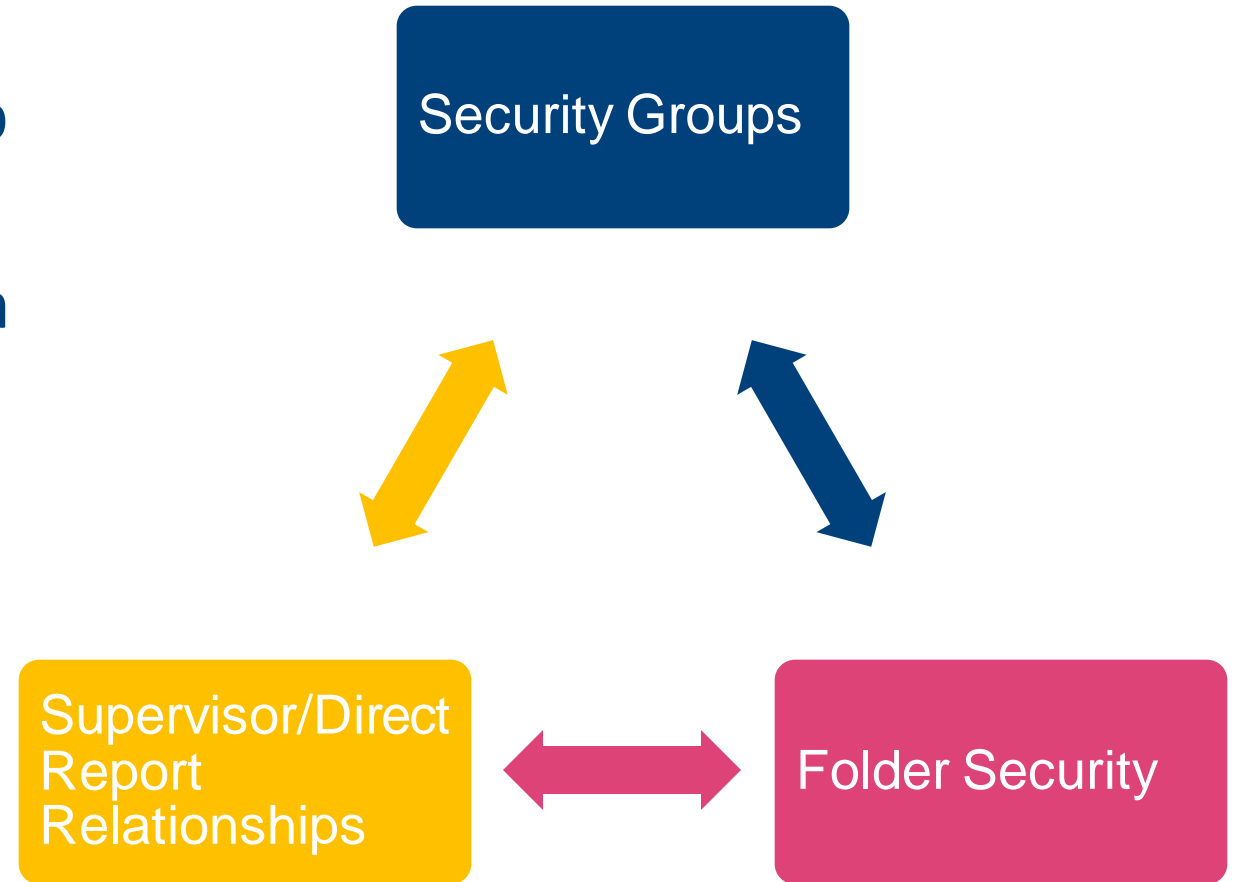 Security Groups
Supervisor/Direct
Report
Relationships
Folder Security